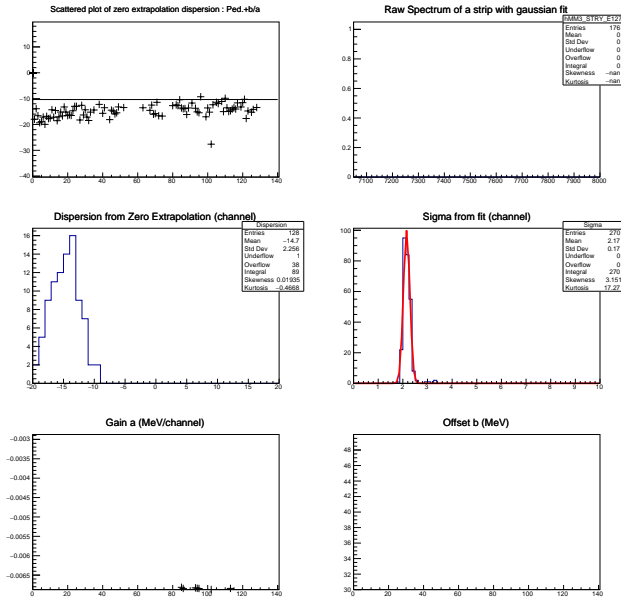 Scattered plot of zero extrapolation dispersion : Ped.+b/a
10
0
−10
−20
−30
−40
0 20 40 60 80 100 120 140
Raw Spectrum of a strip with gaussian fit
hMM3_STRY_E127
Entries 176
Mean 0
Std Dev 0
Underflow 0
Overflow 0
Integral 0
Skewness −nan
Kurtosis −nan
1
0.8
0.6
0.4
0.2
0
7100 7200 7300 7400 7500 7600 7700 7800 7900 8000
Dispersion from Zero Extrapolation (channel)
Dispersion
Entries 128
Mean −14.7
Std Dev 2.256
Underflow 1
Overflow 38
Integral 89
Skewness 0.01935
Kurtosis −0.4668
16
14
12
10
8
6
4
2
0
−20 −15 −10 −5 0 5 10 15 20
Sigma from fit (channel)
Sigma
Entries 270
Mean 2.17
Std Dev 0.17
Underflow 0
Overflow 0
Integral 270
Skewness 3.151
Kurtosis 17.27
100
80
60
40
20
0
0 1 2 3 4 5 6 7 8 9 10
Gain a (MeV/channel)
−0.003
−0.0035
−0.004
−0.0045
−0.005
−0.0055
−0.006
−0.0065
0 20 40 60 80 100 120 140
Offset b (MeV)
48
46
44
42
40
38
36
34
32
30
0 20 40 60 80 100 120 140